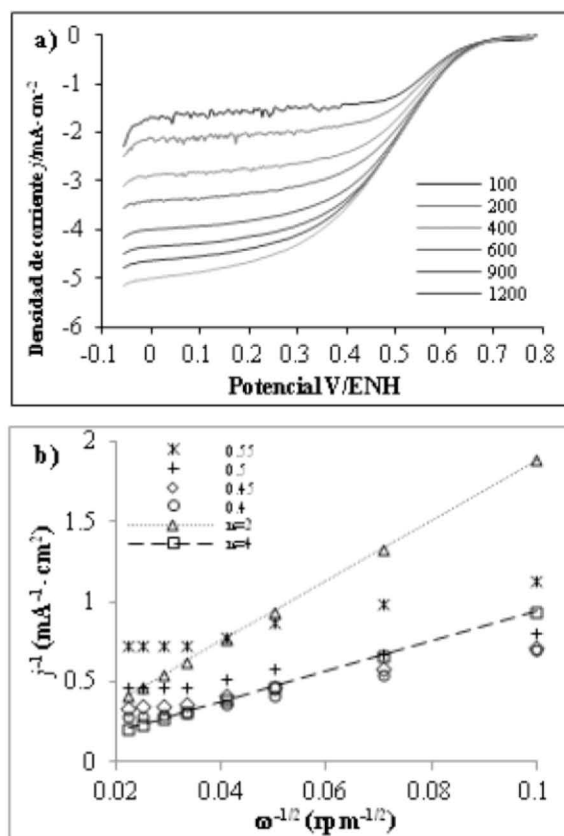 a)
0
-1
-2
-3
-4
-5
-6
-0.1 0 0.1 0.2 0.3 0.4 0.5 0.6 0.7 0.8
Densidad de corriente j/mA·cm-2
Potencial V/ENH
100
200
400
600
900
1200
b)
2
1.5
1
0.5
0
0.02 0.04 0.06 0.08 0.1
j-1 (mA-1·cm2)
ω-1/2 (rpm-1/2)
0.55
0.5
0.45
0.4
n=2
n=4